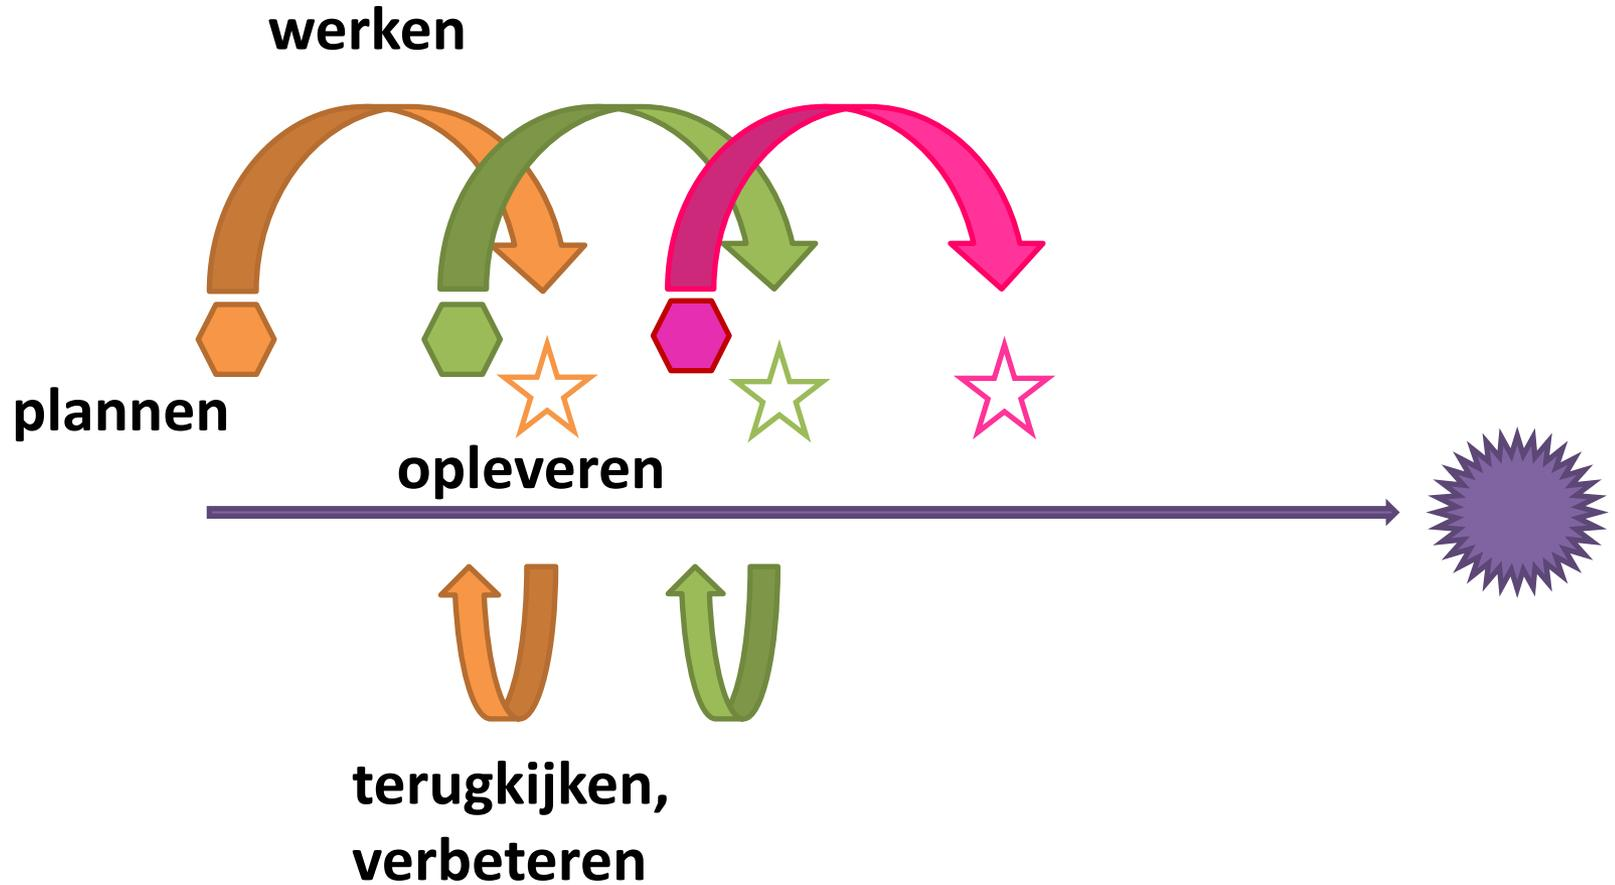 werken
plannen
opleveren
terugkijken,
verbeteren